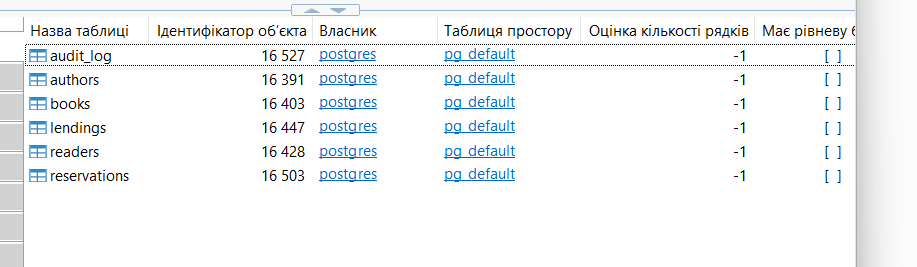 Назва таблиці Ідентифікатор об'єкта Власник Таблиця простору Оцінка кількості рядків Має рівневу б
audit_log 16 527 postgres pg_default -1 [ ]
authors 16 391 postgres pg_default -1 [ ]
books 16 403 postgres pg_default -1 [ ]
lendings 16 447 postgres pg_default -1 [ ]
readers 16 428 postgres pg_default -1 [ ]
reservations 16 503 postgres pg_default -1 [ ]